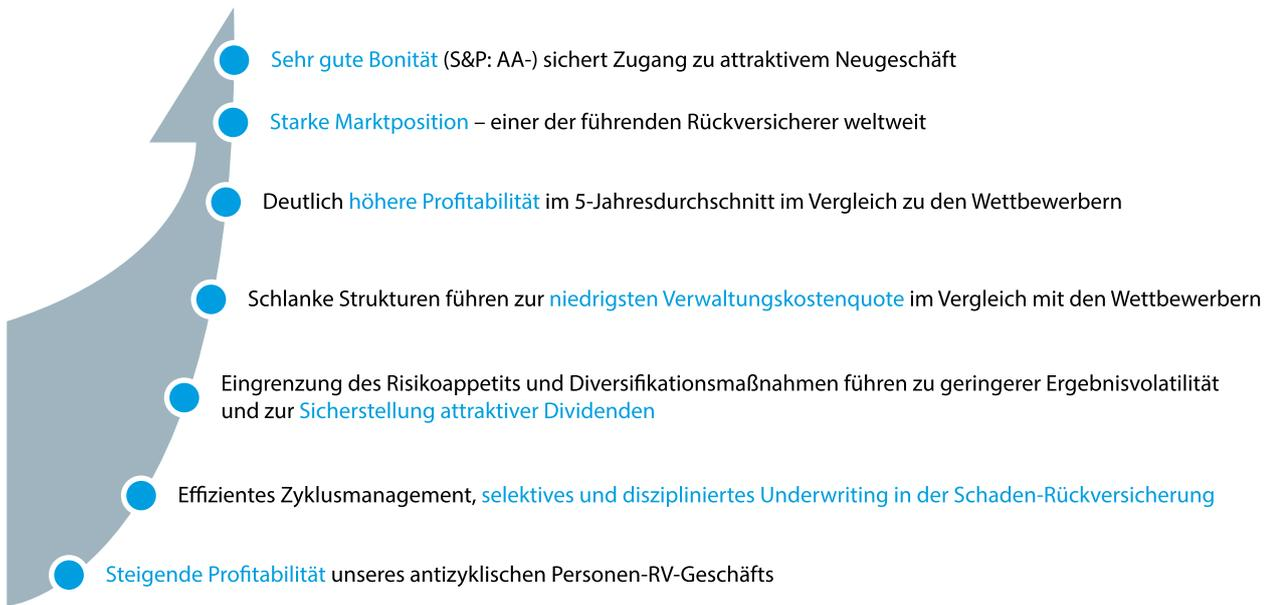 Sehr gute Bonität (S&P: AA-) sichert Zugang zu attraktivem Neugeschäft
Starke Marktposition – einer der führenden Rückversicherer weltweit
Deutlich höhere Profitabilität im 5-Jahresdurchschnitt im Vergleich zu den Wettbewerbern
Schlanke Strukturen führen zur niedrigsten Verwaltungskostenquote im Vergleich mit den Wettbewerbern
Eingrenzung des Risikoappetits und Diversifikationsmaßnahmen führen zu geringerer Ergebnisvolatilität
und zur Sicherstellung attraktiver Dividenden
Effizientes Zyklusmanagement, selektives und diszipliniertes Underwriting in der Schaden-Rückversicherung
Steigende Profitabilität unseres antizyklischen Personen-RV-Geschäfts